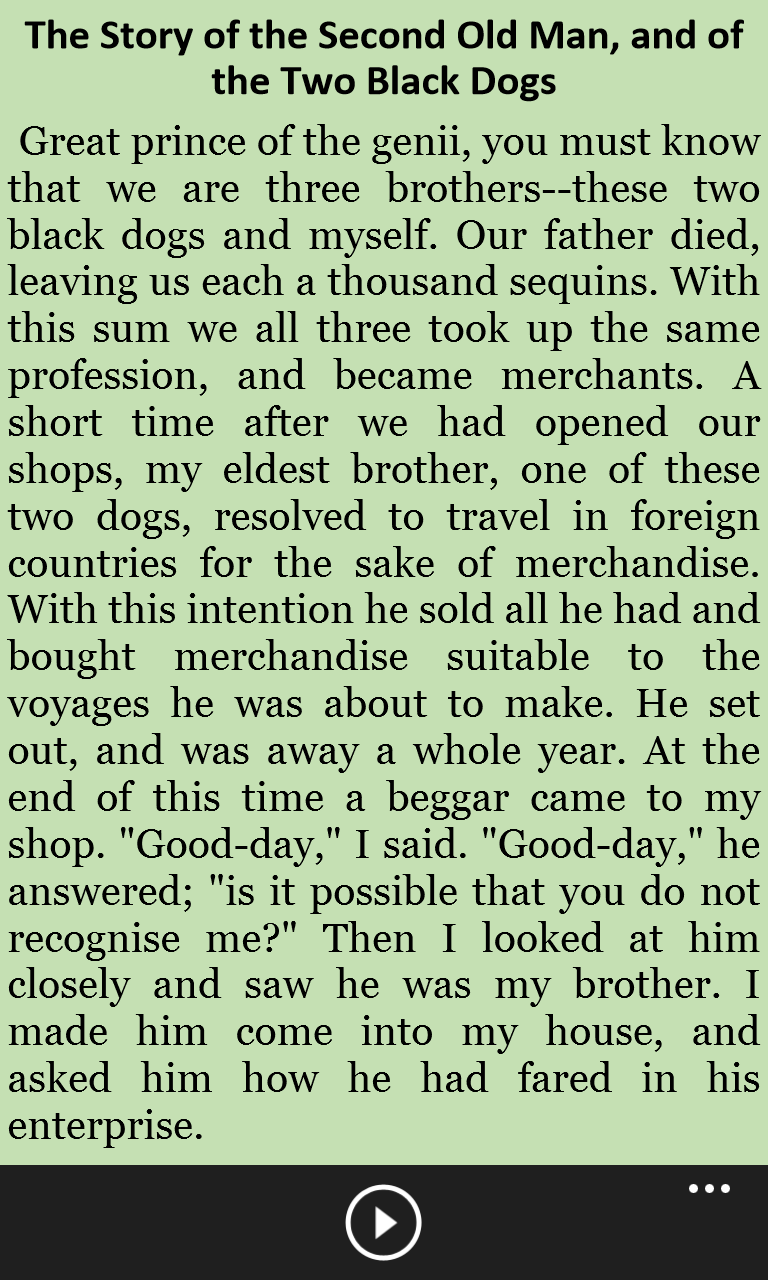 The Story of the Second Old Man, and of
the Two Black Dogs
Great prince of the genii, you must know
that we are three brothers--these two
black dogs and myself. Our father died,
leaving us each a thousand sequins. With
this sum we all three took up the same
profession, and became merchants. A
short time after we had opened our
shops, my eldest brother, one of these
two dogs, resolved to travel in foreign
countries for the sake of merchandise.
With this intention he sold all he had and
bought merchandise suitable to the
voyages he was about to make. He set
out, and was away a whole year. At the
end of this time a beggar came to my
shop. "Good-day," I said. "Good-day," he
answered; "is it possible that you do not
recognise me?" Then I looked at him
closely and saw he was my brother. I
made him come into my house, and
asked him how he had fared in his
enterprise.